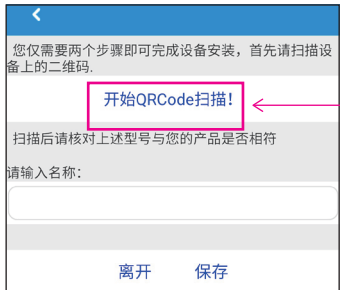 您仅需要两个步骤即可完成设备安装，首先请扫描设
备上的二维码.
开始QRCode扫描！
扫描后请核对上述型号与您的产品是否相符
请输入名称：
离开 保存